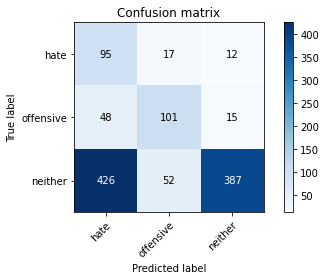 Confusion matrix
hate 95 17 12
offensive 48 101 15
neither 426 52 387
hate offensive neither
True label
Predicted label
400
350
300
250
200
150
100
50